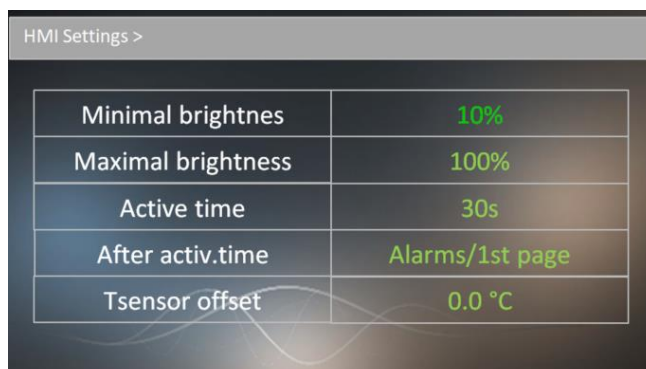 HMI Settings >
Minimal brightnes 10%
Maximal brightness 100%
Active time 30s
After activ.time Alarms/1st page
Tsensor offset 0.0 °C